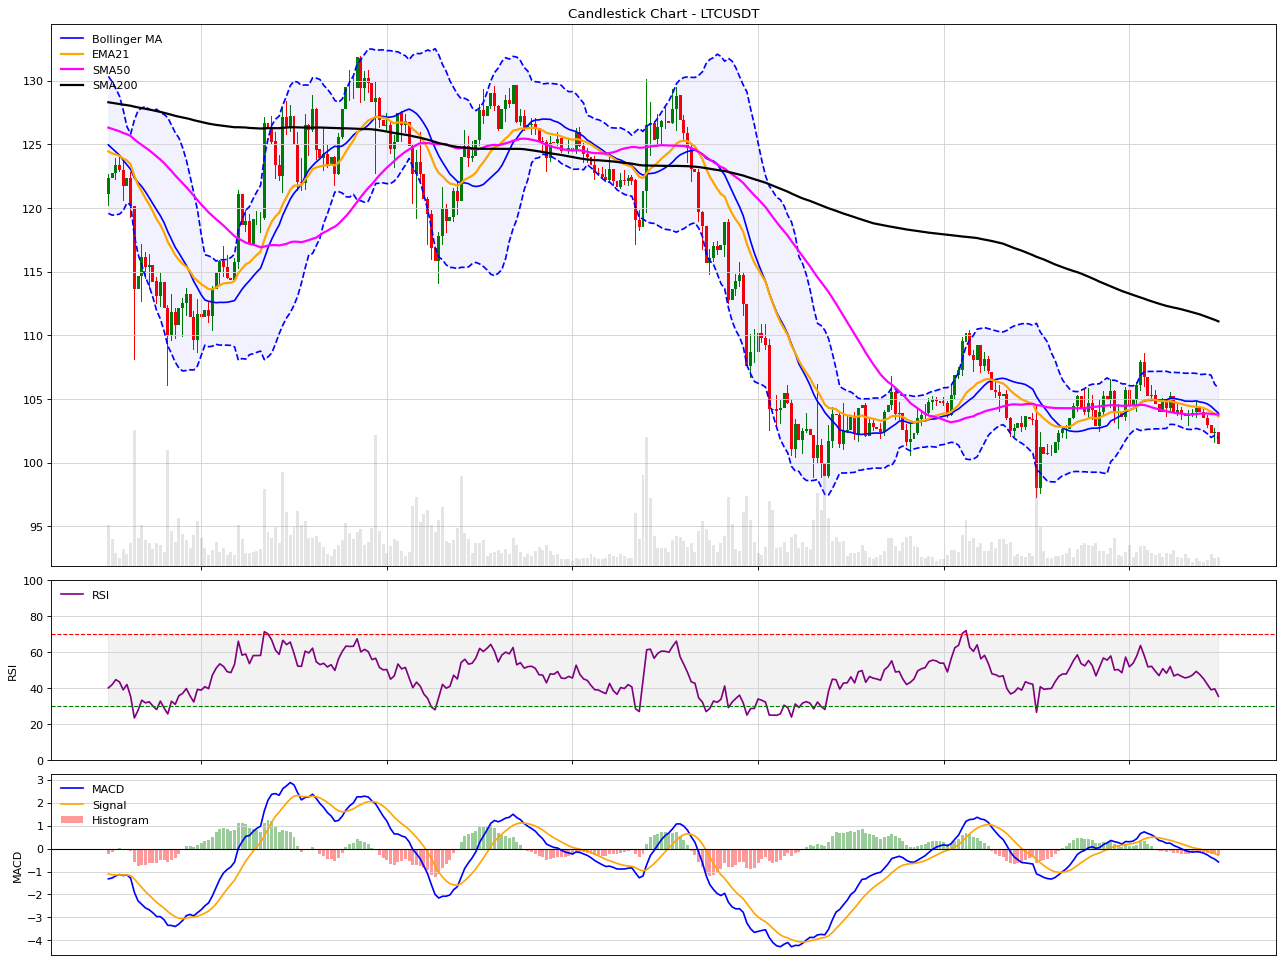 Candlestick Chart - LTCUSDT
Bollinger MA
EMA21
SMA50
SMA200
130
125
120
115
110
105
100
95
100
80
60
40
20
0
RSI
RSI
3
2
1
0
−1
−2
−3
−4
MACD
MACD
Signal
Histogram